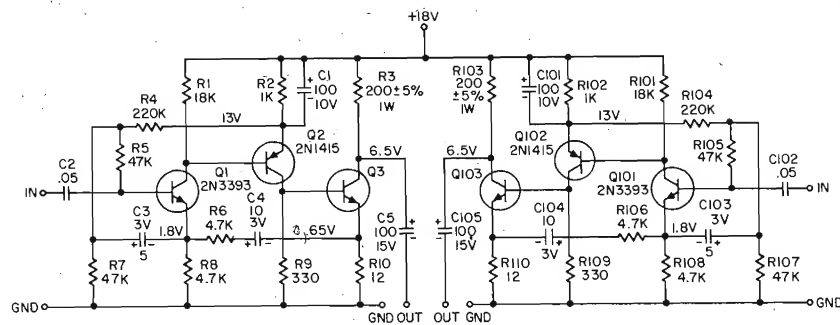 +18V
R1
18K
R2
1K
C1
100
10V
R3
200±5%
1W
R4
220K
13V
R5
47K
Q2
2N1415
6.5V
C2
.05
IN
Q1
2N3393
Q3
C3
3V
5
1.8V
R6
4.7K
C4
10
3V
0.65V
C5
100
15V
R7
47K
R8
4.7K
R9
330
R10
12
GND
GND OUT
R103
200
±5%
1W
C101
100
10V
R102
1K
R101
18K
R104
220K
13V
6.5V
Q102
2N1415
R105
47K
C102
.05
IN
Q103
Q101
2N3393
C105
100
15V
C104
10
3V
R106
4.7K
1.8V
C103
3V
5
R110
12
R109
330
R108
4.7K
R107
47K
OUT GND
GND